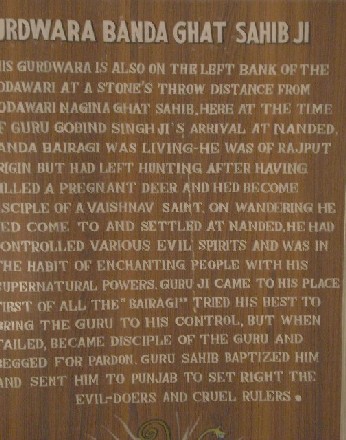 URDWARA BANDA GHAT SAHIB JI
IS GURDWARA IS ALSO ON THE LEFT BANK OF THE
ODAWARI AT A STONE'S THROW DISTANCE FROM
ODAWARI NAGINA GHAT SAHIB. HERE AT THE TIME
F GURU GOBIND SINGH JI'S ARHIVAL AT NANDED,
ANDA BAIRAGI WAS LIVING-HE WAS OF RAJPUT
RIGIN BUT HAD LEFT HUNTING AFTER HAVING
ILLED A PREGNANT DEER AND HED BECOME
ISCIPLE OF A VAISHNAV SAINT. ON WANDERING HE
ED COME TO AND SETTLED AT NANDED. HE HAD
ONTROLLED VARIOUS EVIL SPIRITS AND WAS IN
THE HABIT OF ENCHANTING PEOPLE WITH HIS
SUPERNATURAL POWERS. GURU JI CAME TO HIS PLACE
FIRST OF ALL THE "BAIRAGI" TRIED HIS BEST TO
BRING THE GURU TO HIS CONTROL, BUT WHEN
FAILED, BECAME DISCIPLE OF THE GURU AND
BEGGED FOR PARDON. GURU SAHIB BAPTIZED HIM
AND SENT HIM TO PUNJAB TO SET RIGHT THE
EVIL-DOERS AND CRUEL RULERS.